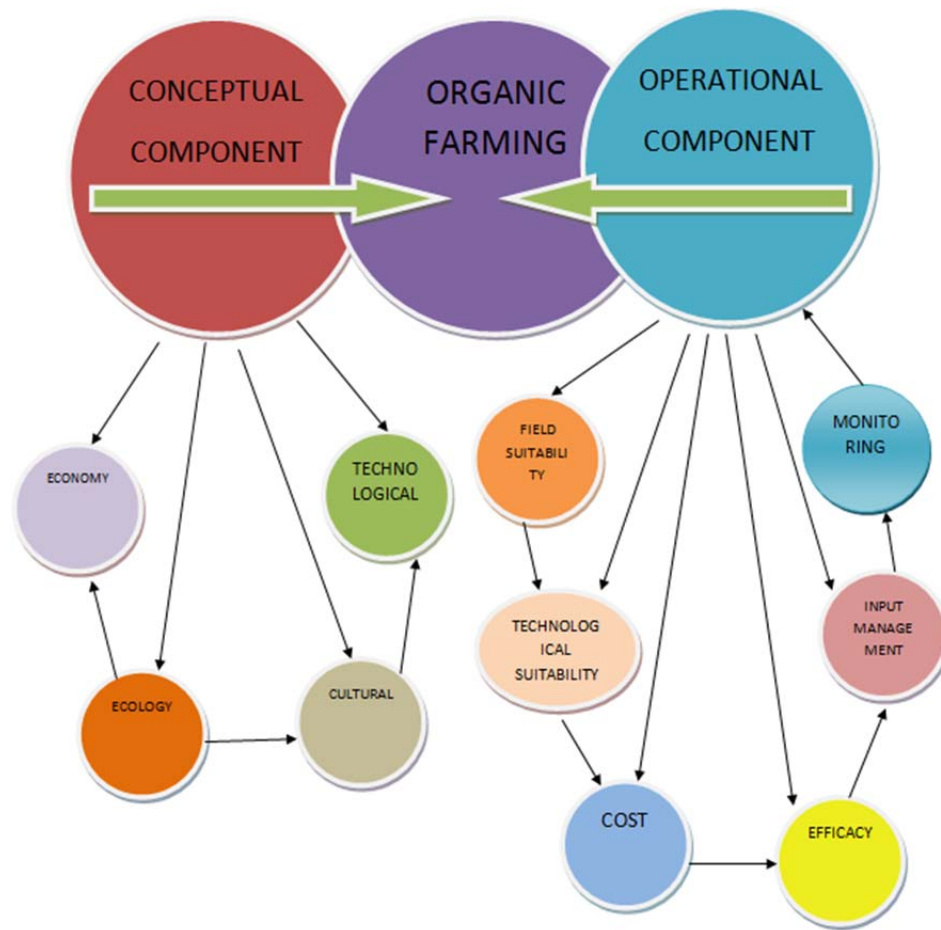 CONCEPTUAL
COMPONENT
ORGANIC
FARMING
OPERATIONAL
COMPONENT
ECONOMY
TECHNO
LOGICAL
ECOLOGY
CULTURAL
FIELD
SUITABILI
TY
MONITO
RING
TECHNOLOG
ICAL
SUITABILITY
INPUT
MANAGE
MENT
COST
EFFICACY